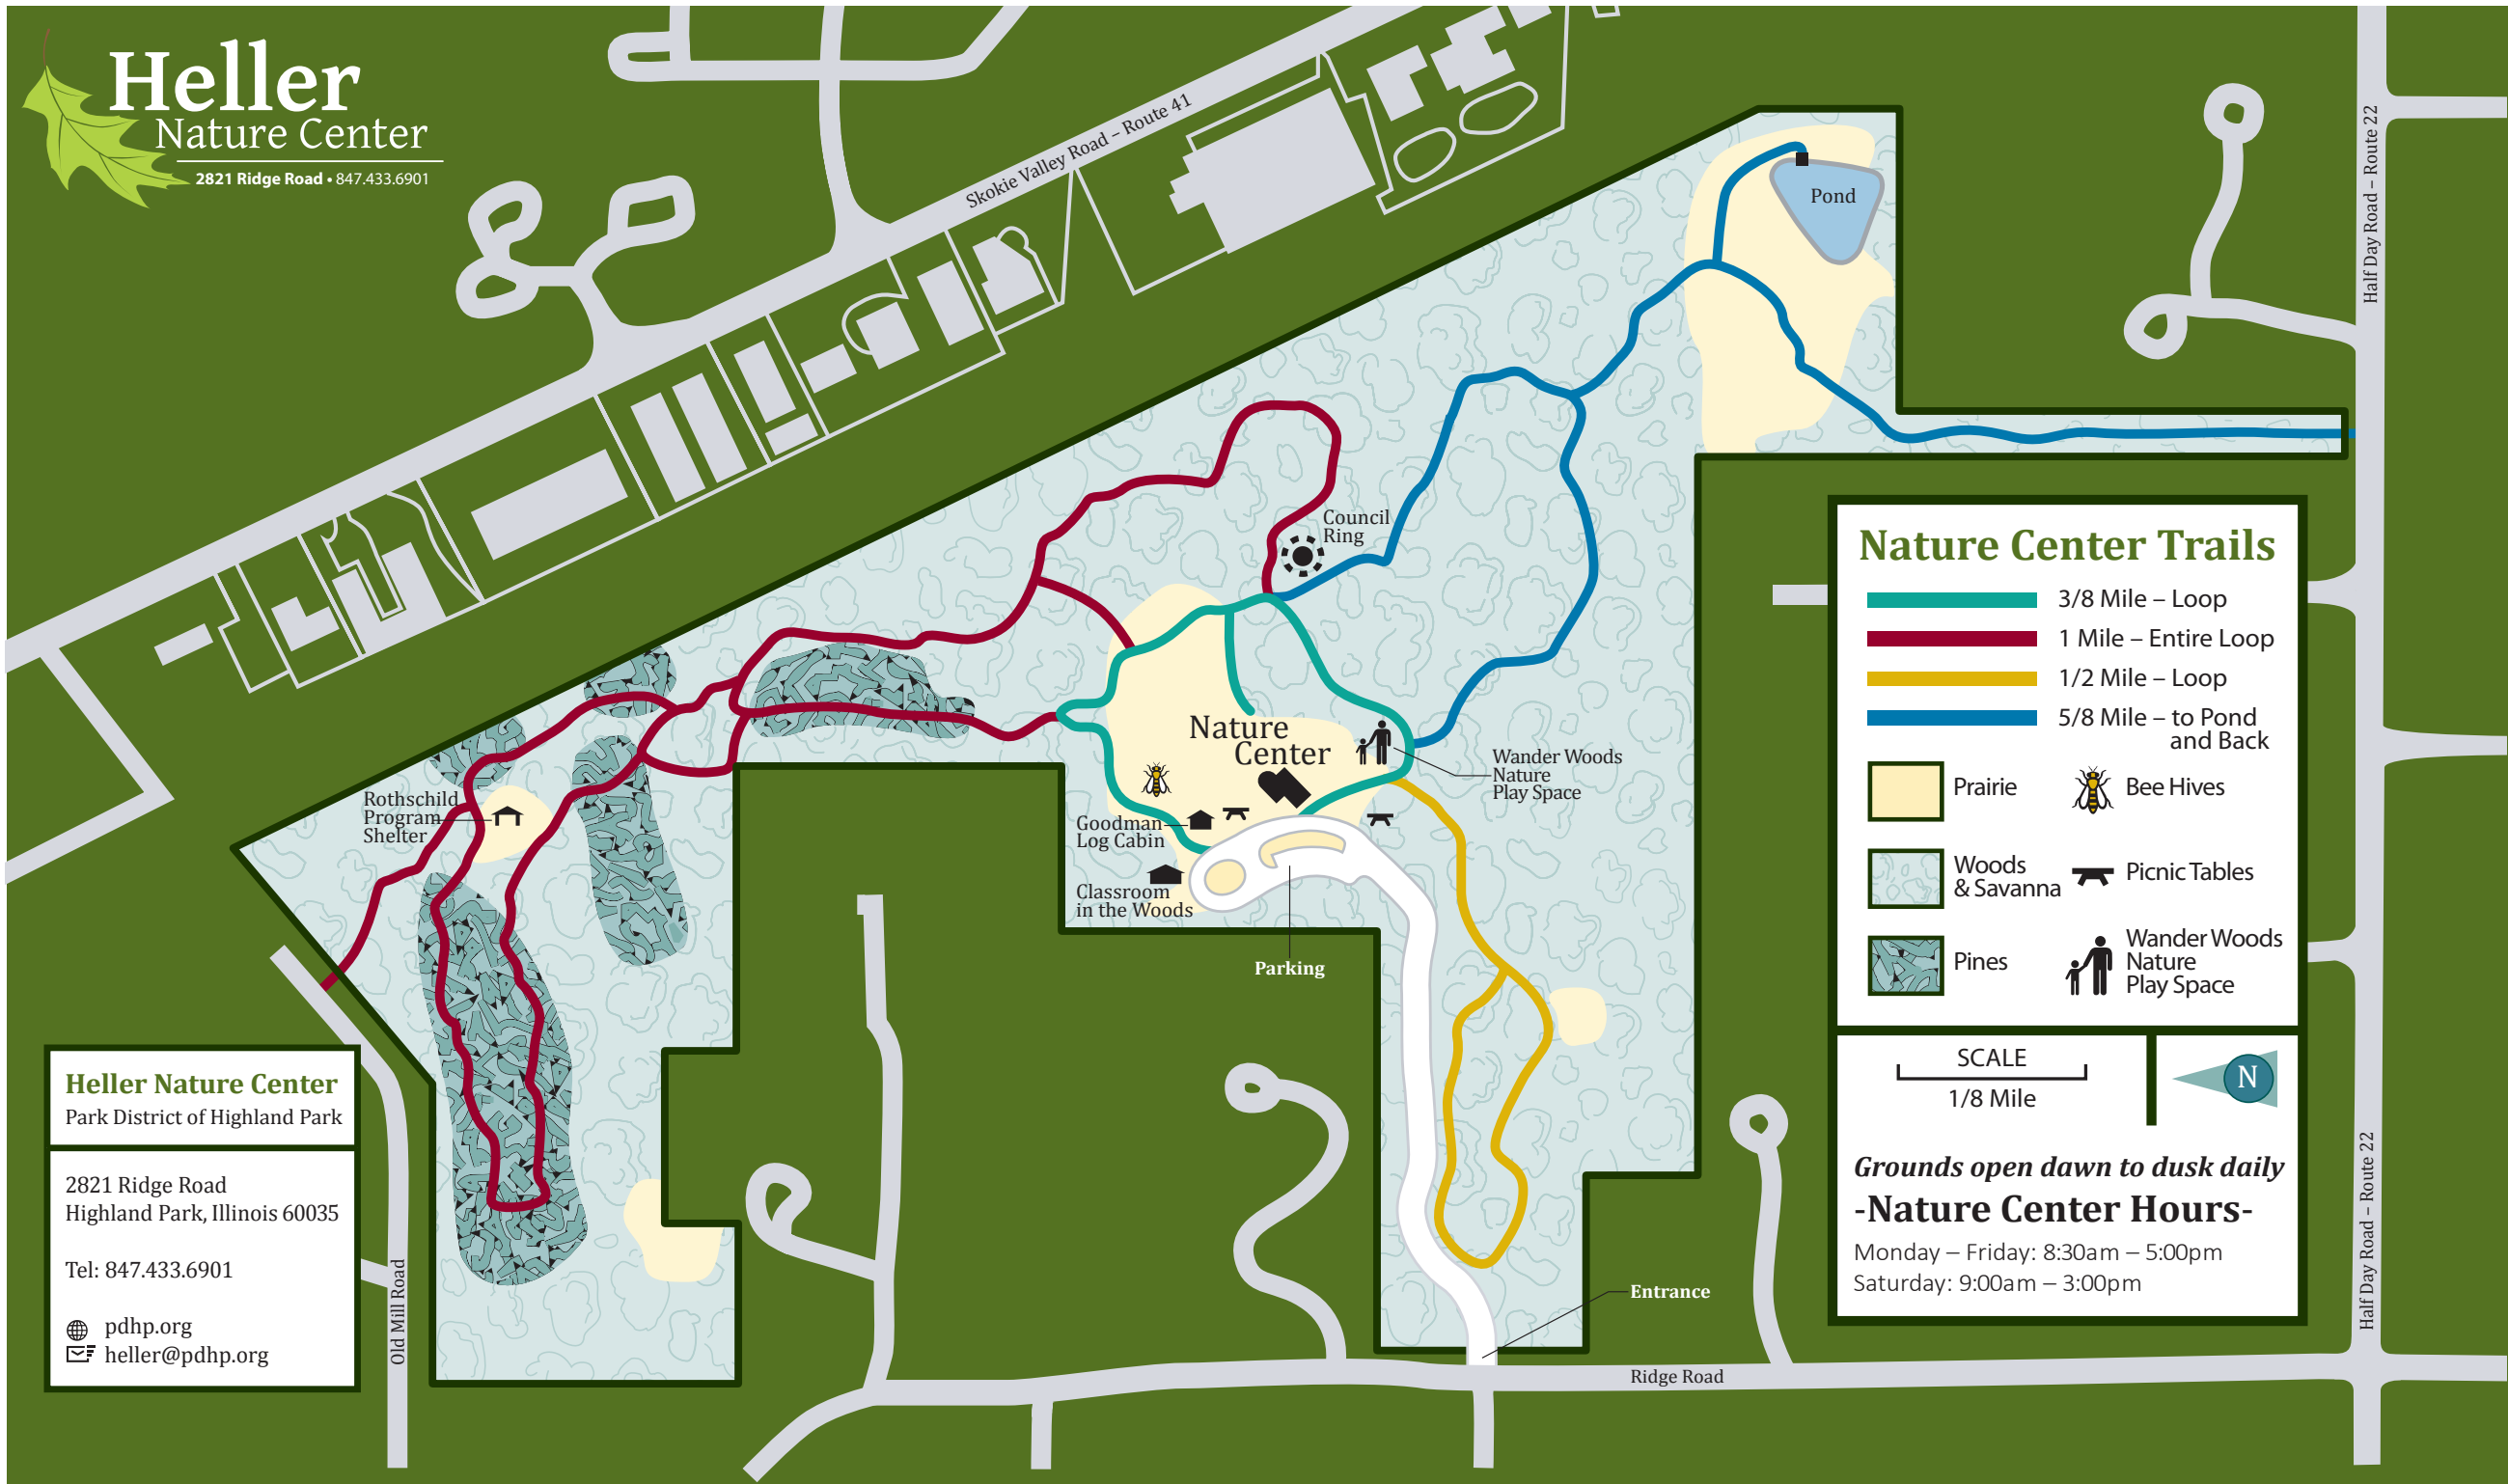 Heller
Nature Center
2821 Ridge Road • 847.433.6901
Skokie Valley Road – Route 41
Half Day Road – Route 22
Pond
Council
Ring
Nature
Center
Wander Woods
Nature
Play Space
Rothschild
Program
Shelter
Goodman
Log Cabin
Classroom
in the Woods
Parking
Entrance
Ridge Road
Old Mill Road
Half Day Road – Route 22
Nature Center Trails
3/8 Mile – Loop
1 Mile – Entire Loop
1/2 Mile – Loop
5/8 Mile – to Pond
and Back
Prairie
Bee Hives
Woods
& Savanna
Picnic Tables
Pines
Wander Woods
Nature
Play Space
SCALE
1/8 Mile
N
Grounds open dawn to dusk daily
-Nature Center Hours-
Monday – Friday: 8:30am – 5:00pm
Saturday: 9:00am – 3:00pm
Heller Nature Center
Park District of Highland Park
2821 Ridge Road
Highland Park, Illinois 60035
Tel: 847.433.6901
pdhp.org
heller@pdhp.org